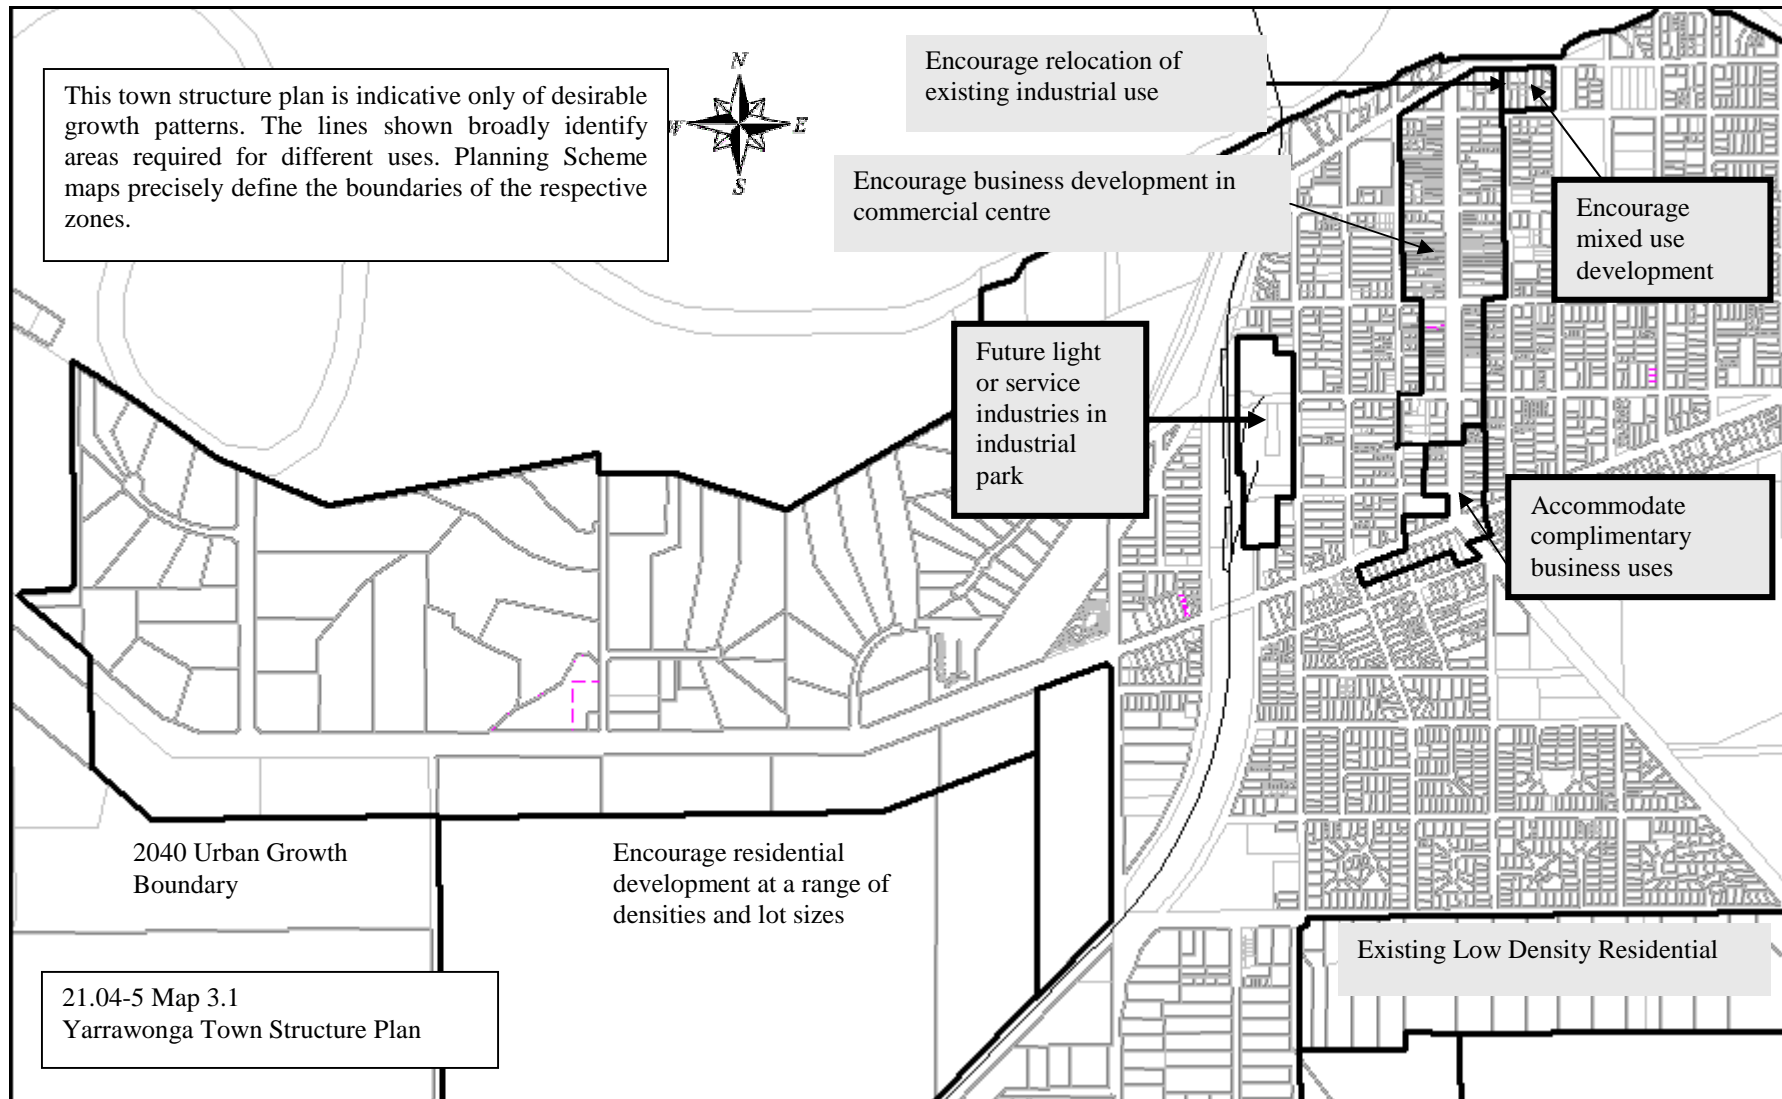 This town structure plan is indicative only of desirable
growth patterns. The lines shown broadly identify
areas required for different uses. Planning Scheme
maps precisely define the boundaries of the respective
zones.
N
W
E
S
Encourage relocation of
existing industrial use
Encourage business development in
commercial centre
Encourage
mixed use
development
Future light
or service
industries in
industrial
park
Accommodate
complimentary
business uses
2040 Urban Growth
Boundary
Encourage residential
development at a range of
densities and lot sizes
Existing Low Density Residential
21.04-5 Map 3.1
Yarrawonga Town Structure Plan